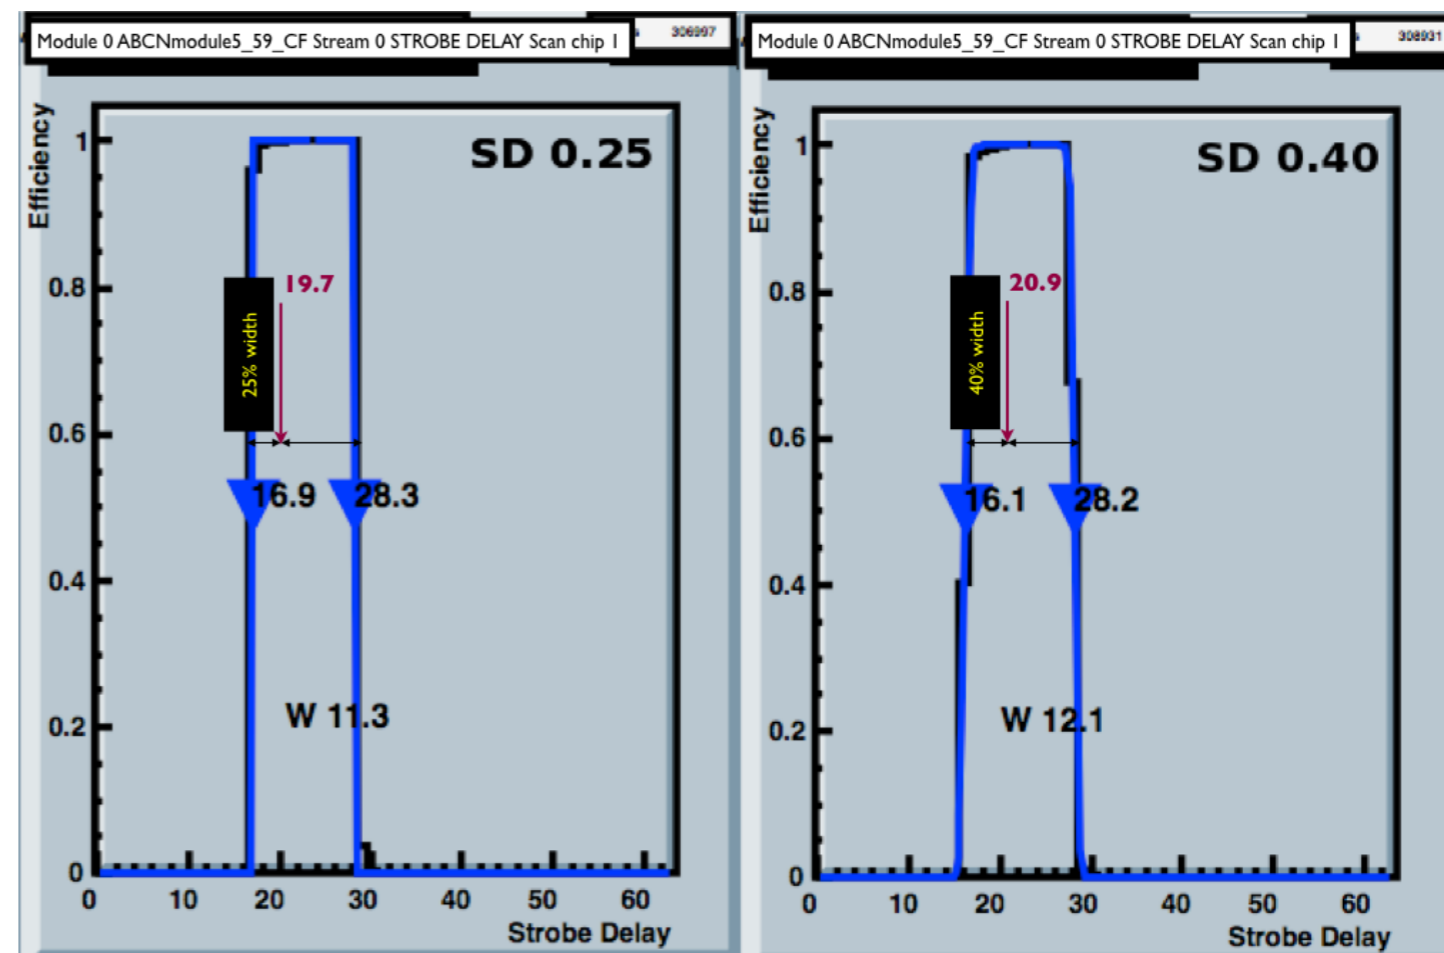 Module 0 ABCNmodule5_59_CF Stream 0 STROBE DELAY Scan chip 1
306997
Efficiency
SD 0.25
1
0.8
0.6
0.4
0.2
0
19.7
25% width
16.9
28.3
W 11.3
0 10 20 30 40 50 60
Strobe Delay
Module 0 ABCNmodule5_59_CF Stream 0 STROBE DELAY Scan chip 1
308931
Efficiency
SD 0.40
1
0.8
0.6
0.4
0.2
0
20.9
40% width
16.1
28.2
W 12.1
0 10 20 30 40 50 60
Strobe Delay